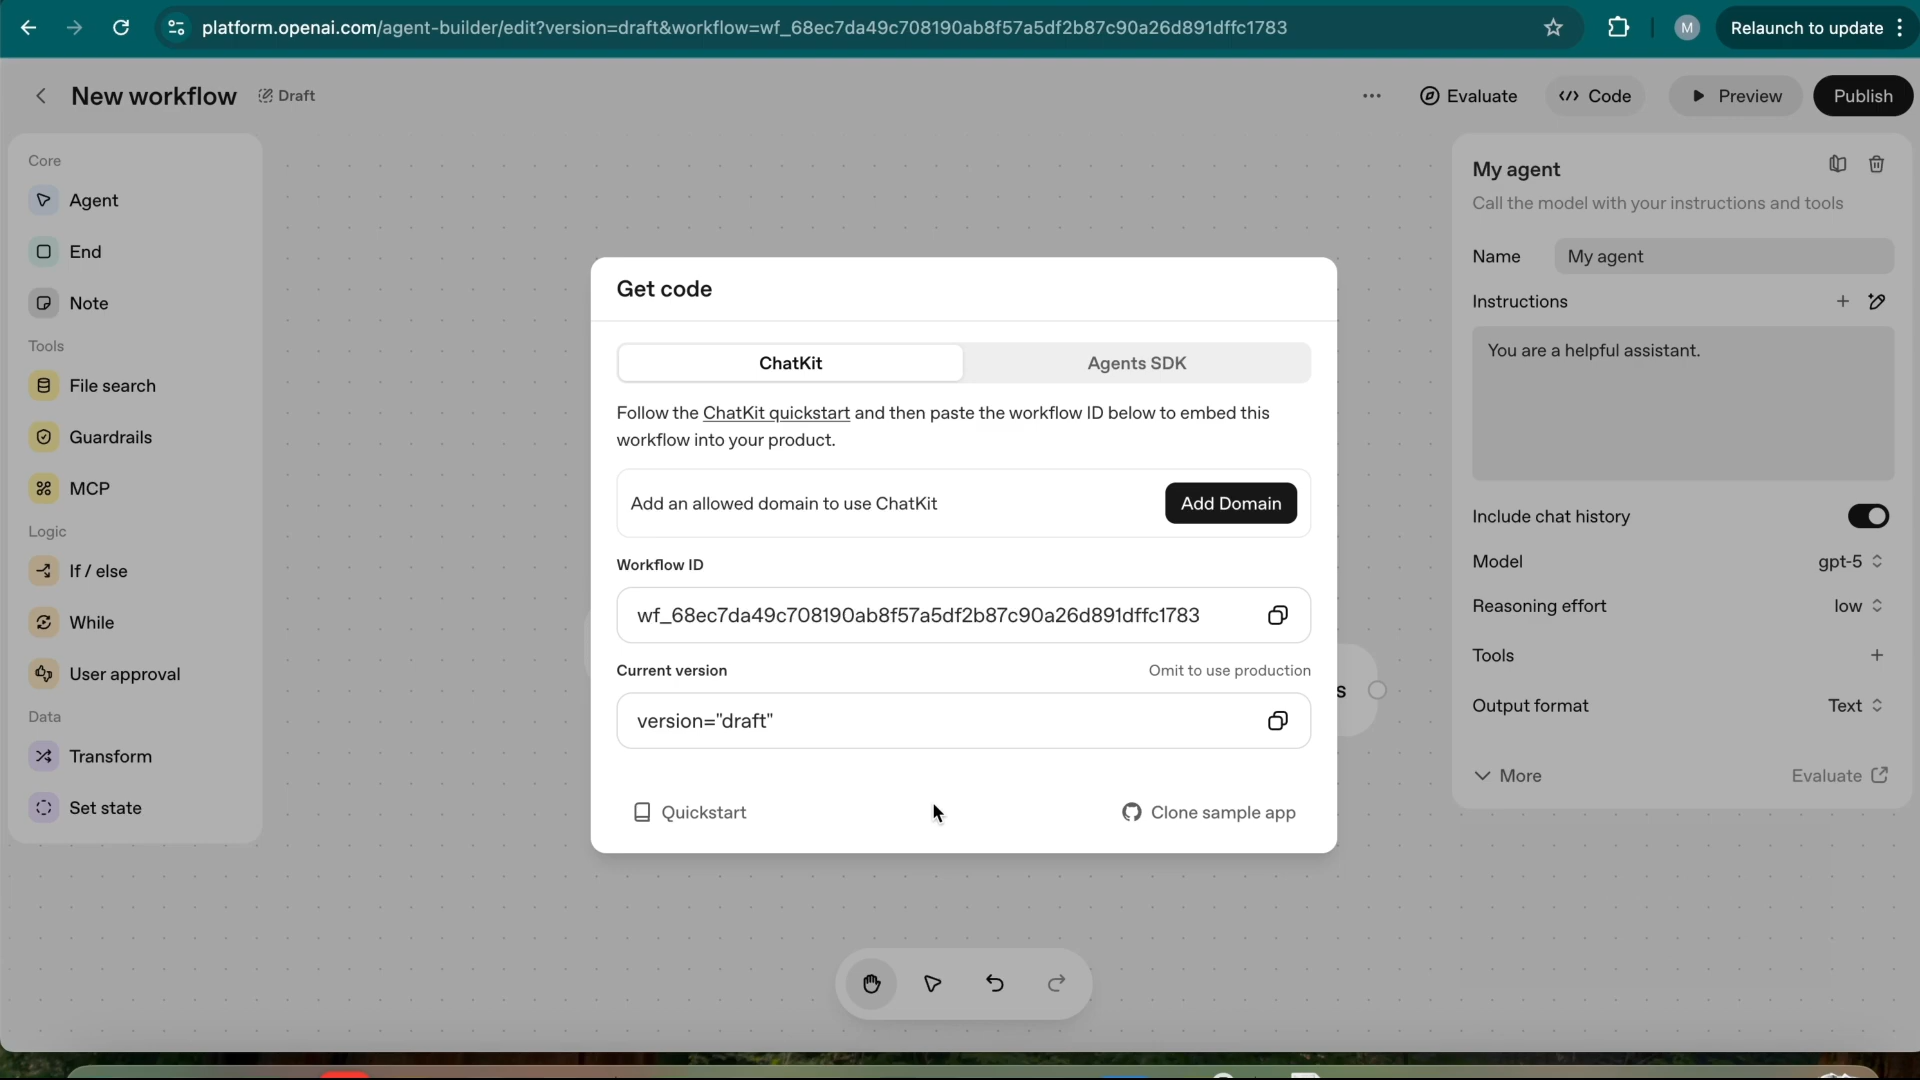 platform.openai.com/agent-builder/edit?version=draft&workflow=wf_68ec7da49c708190ab8f57a5df2b87c90a26d891dffc1783
M
Relaunch to update
New workflow
Draft
Evaluate
Code
Preview
Publish
Core
Agent
End
Note
Tools
File search
Guardrails
MCP
Logic
If / else
While
User approval
Data
Transform
Set state
Get code
ChatKit
Agents SDK
Follow the ChatKit quickstart and then paste the workflow ID below to embed this
workflow into your product.
Add an allowed domain to use ChatKit
Add Domain
Workflow ID
wf_68ec7da49c708190ab8f57a5df2b87c90a26d891dffc1783
Current version
Omit to use production
version="draft"
Quickstart
Clone sample app
s
My agent
Call the model with your instructions and tools
Name
My agent
Instructions
You are a helpful assistant.
Include chat history
Model
gpt-5
Reasoning effort
low
Tools
Output format
Text
More
Evaluate